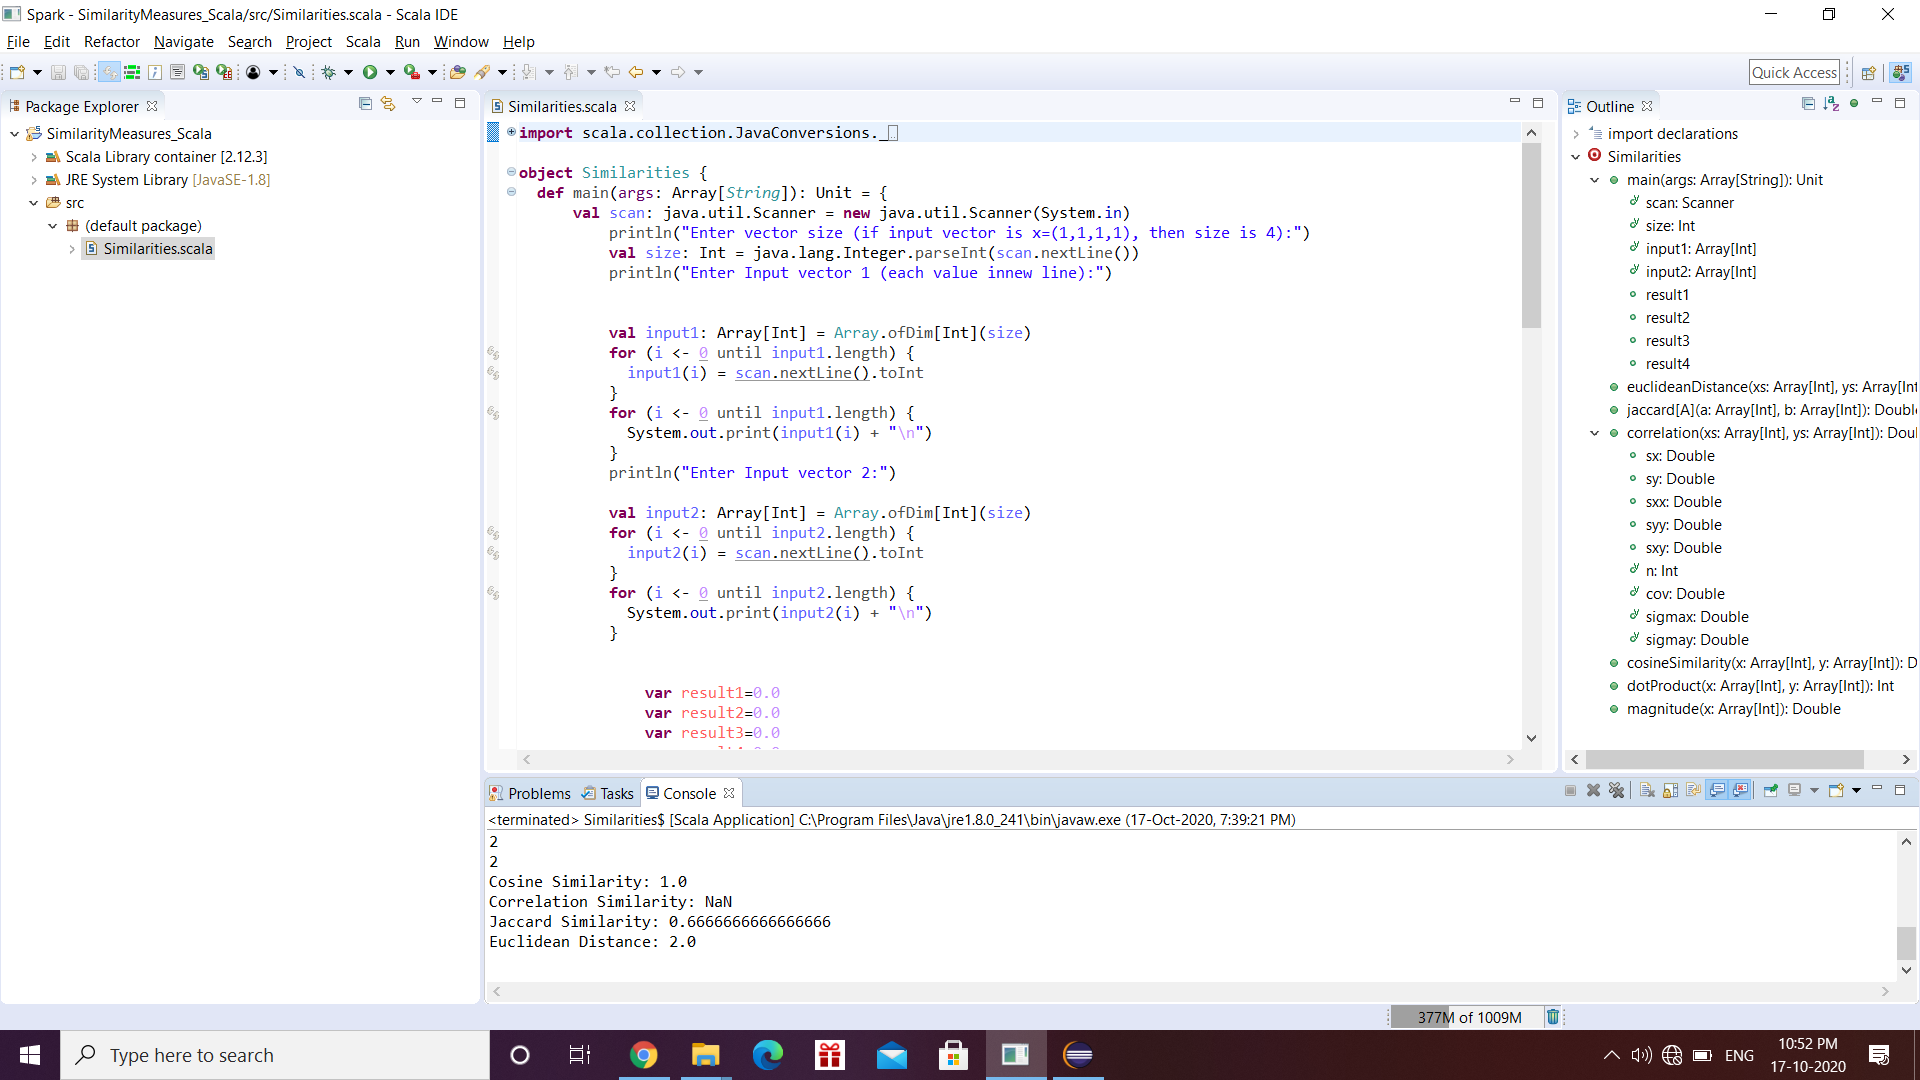 Spark - SimilarityMeasures_Scala/src/Similarities.scala - Scala IDE
File Edit Refactor Navigate Search Project Scala Run Window Help
Quick Access
Package Explorer
SimilarityMeasures_Scala
Scala Library container [2.12.3]
JRE System Library [JavaSE-1.8]
src
(default package)
Similarities.scala
Similarities.scala
import scala.collection.JavaConversions._
object Similarities {
def main(args: Array[String]): Unit = {
val scan: java.util.Scanner = new java.util.Scanner(System.in)
println("Enter vector size (if input vector is x=(1,1,1,1), then size is 4):")
val size: Int = java.lang.Integer.parseInt(scan.nextLine())
println("Enter Input vector 1 (each value innew line):")
val input1: Array[Int] = Array.ofDim[Int](size)
for (i <- 0 until input1.length) {
input1(i) = scan.nextLine().toInt
}
for (i <- 0 until input1.length) {
System.out.print(input1(i) + "\n")
}
println("Enter Input vector 2:")
val input2: Array[Int] = Array.ofDim[Int](size)
for (i <- 0 until input2.length) {
input2(i) = scan.nextLine().toInt
}
for (i <- 0 until input2.length) {
System.out.print(input2(i) + "\n")
}
var result1=0.0
var result2=0.0
var result3=0.0
Outline
import declarations
Similarities
main(args: Array[String]): Unit
scan: Scanner
size: Int
input1: Array[Int]
input2: Array[Int]
result1
result2
result3
result4
euclideanDistance(xs: Array[Int], ys: Array[Int
jaccard[A](a: Array[Int], b: Array[Int]): Doubl
correlation(xs: Array[Int], ys: Array[Int]): Doul
sx: Double
sy: Double
sxx: Double
syy: Double
sxy: Double
n: Int
cov: Double
sigmax: Double
sigmay: Double
cosineSimilarity(x: Array[Int], y: Array[Int]): D
dotProduct(x: Array[Int], y: Array[Int]): Int
magnitude(x: Array[Int]): Double
Problems Tasks Console
<terminated> Similarities$ [Scala Application] C:\Program Files\Java\jre1.8.0_241\bin\javaw.exe (17-Oct-2020, 7:39:21 PM)
2
2
Cosine Similarity: 1.0
Correlation Similarity: NaN
Jaccard Similarity: 0.6666666666666666
Euclidean Distance: 2.0
377M of 1009M
Type here to search
ENG
10:52 PM
17-10-2020